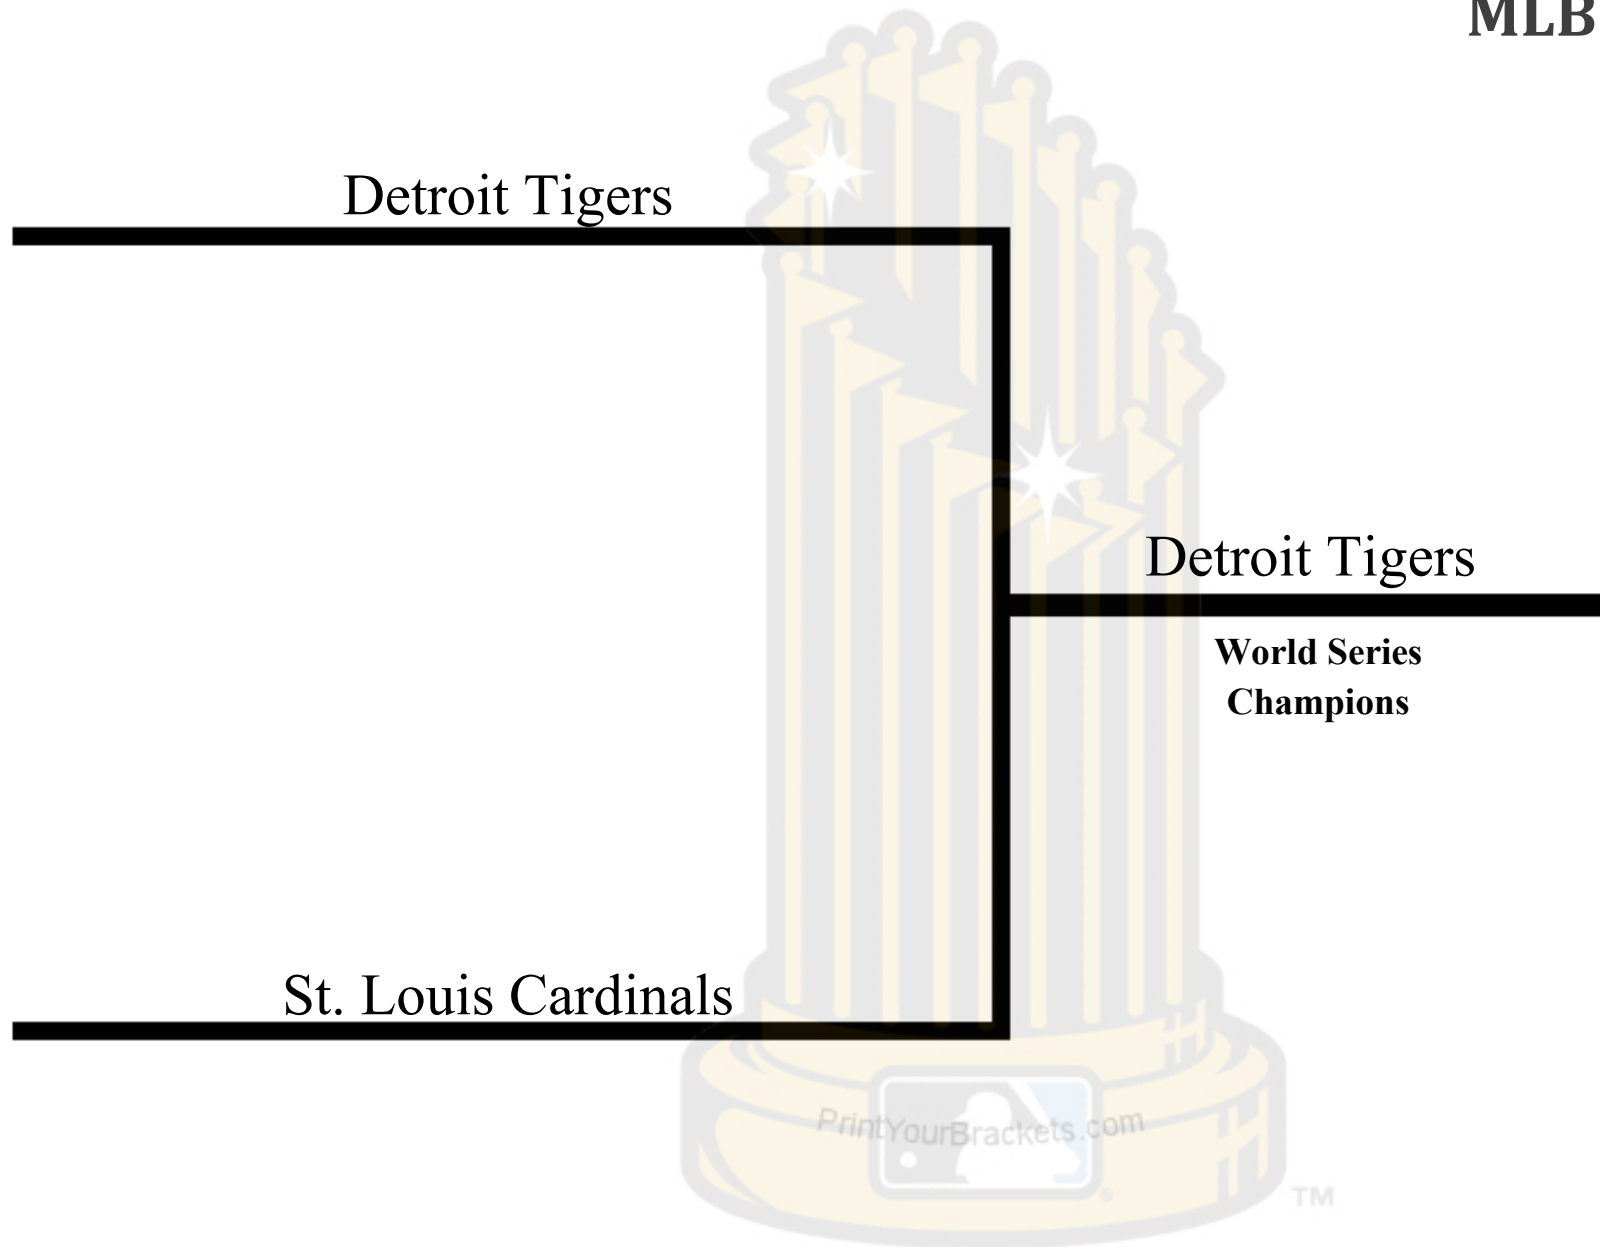 MLB
Detroit Tigers
Detroit Tigers
World Series
Champions
St. Louis Cardinals
PrintYourBrackets.com
TM